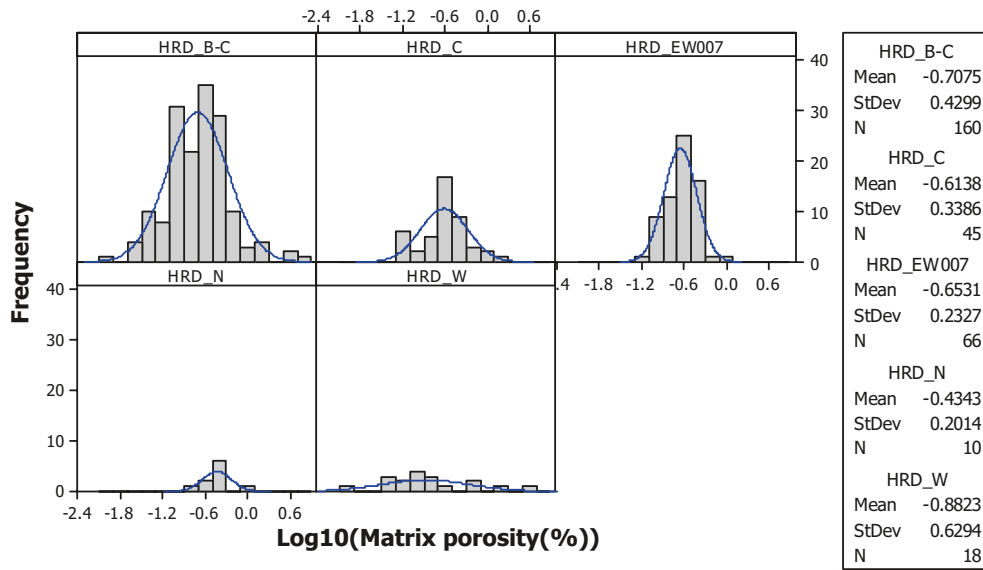 -2.4 -1.8 -1.2 -0.6 0.0 0.6
HRD_B-C HRD_C HRD_EW007
40
30
20
10
0
HRD_N HRD_W
.4 -1.8 -1.2 -0.6 0.0 0.6
40
30
20
10
0
-2.4 -1.8 -1.2 -0.6 0.0 0.6
Frequency
Log10(Matrix porosity(%))
HRD_B-C
Mean -0.7075
StDev 0.4299
N 160
HRD_C
Mean -0.6138
StDev 0.3386
N 45
HRD_EW007
Mean -0.6531
StDev 0.2327
N 66
HRD_N
Mean -0.4343
StDev 0.2014
N 10
HRD_W
Mean -0.8823
StDev 0.6294
N 18